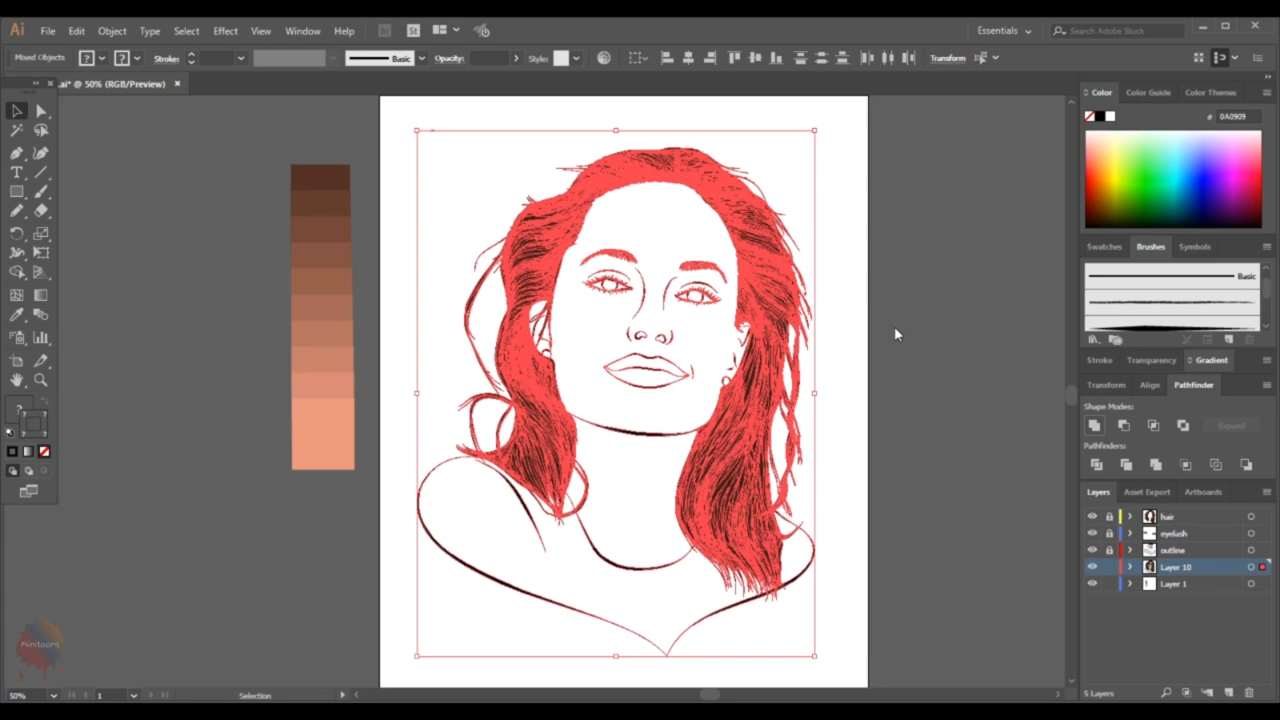 Ai File Edit Object Type Select Effect View Window Help Br St Essentials Search Adobe Stock
Mixed Objects ? ? Stroke: Basic Opacity: Style: Transform
.ai* @ 50% (RGB/Preview)
Color Color Guide Color Themes
# 0A0909
Swatches Brushes Symbols
Basic
Stroke Transparency Gradient
Transform Align Pathfinder
Shape Modes:
Expand
Pathfinders:
Layers Asset Export Artboards
hair
eyelash
outline
Layer 10
Layer 1
minitoons
50% 1 Selection 5 Layers